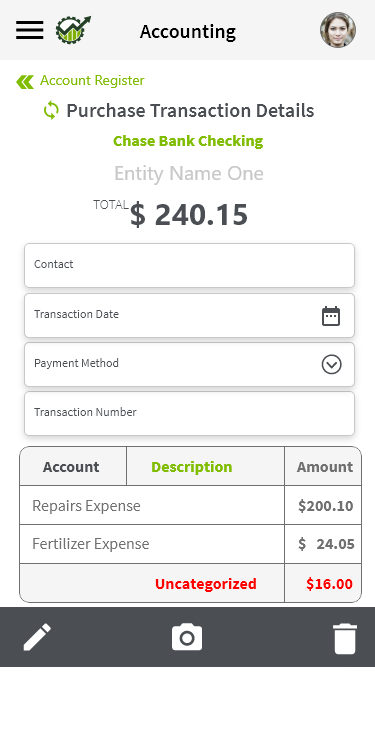 Accounting
Account Register
Purchase Transaction Details
Chase Bank Checking
Entity Name One
TOTAL $ 240.15
Contact
Transaction Date
Payment Method
Transaction Number
Account Description Amount
Repairs Expense $200.10
Fertilizer Expense $ 24.05
Uncategorized $16.00